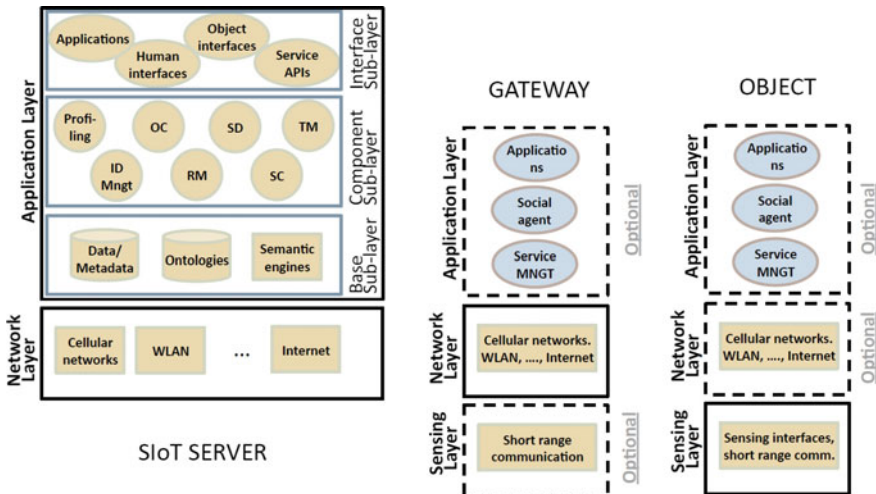 Application Layer
Applications
Object
interfaces
Human
interfaces
Service
APIs
Interface
Sub-layer
Profi-
ling
OC
SD
TM
ID
Mngt
RM
SC
Component
Sub-layer
Data/
Metadata
Ontologies
Semantic
engines
Base
Sub-layer
Network
Layer
Cellular
networks
WLAN
...
Internet
SIoT SERVER
GATEWAY
Application Layer
Applicatio
ns
Social
agent
Service
MNGT
Optional
Network
Layer
Cellular networks.
WLAN, ...., Internet
Sensing Layer
Short range
communication
Optional
OBJECT
Application Layer
Applicatio
ns
Social
agent
Service
MNGT
Optional
Network
Layer
Cellular networks.
WLAN, ...., Internet
Optional
Sensing Layer
Sensing interfaces,
short range comm.